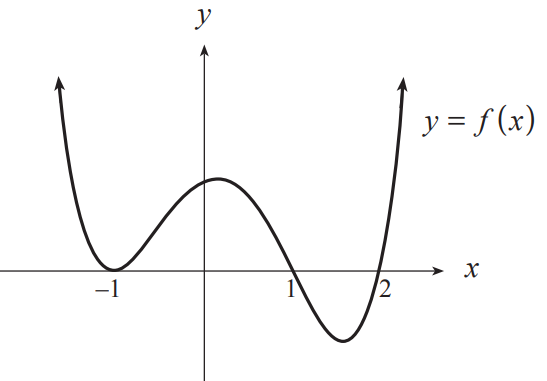 y
y = f(x)
x
–1
1
2